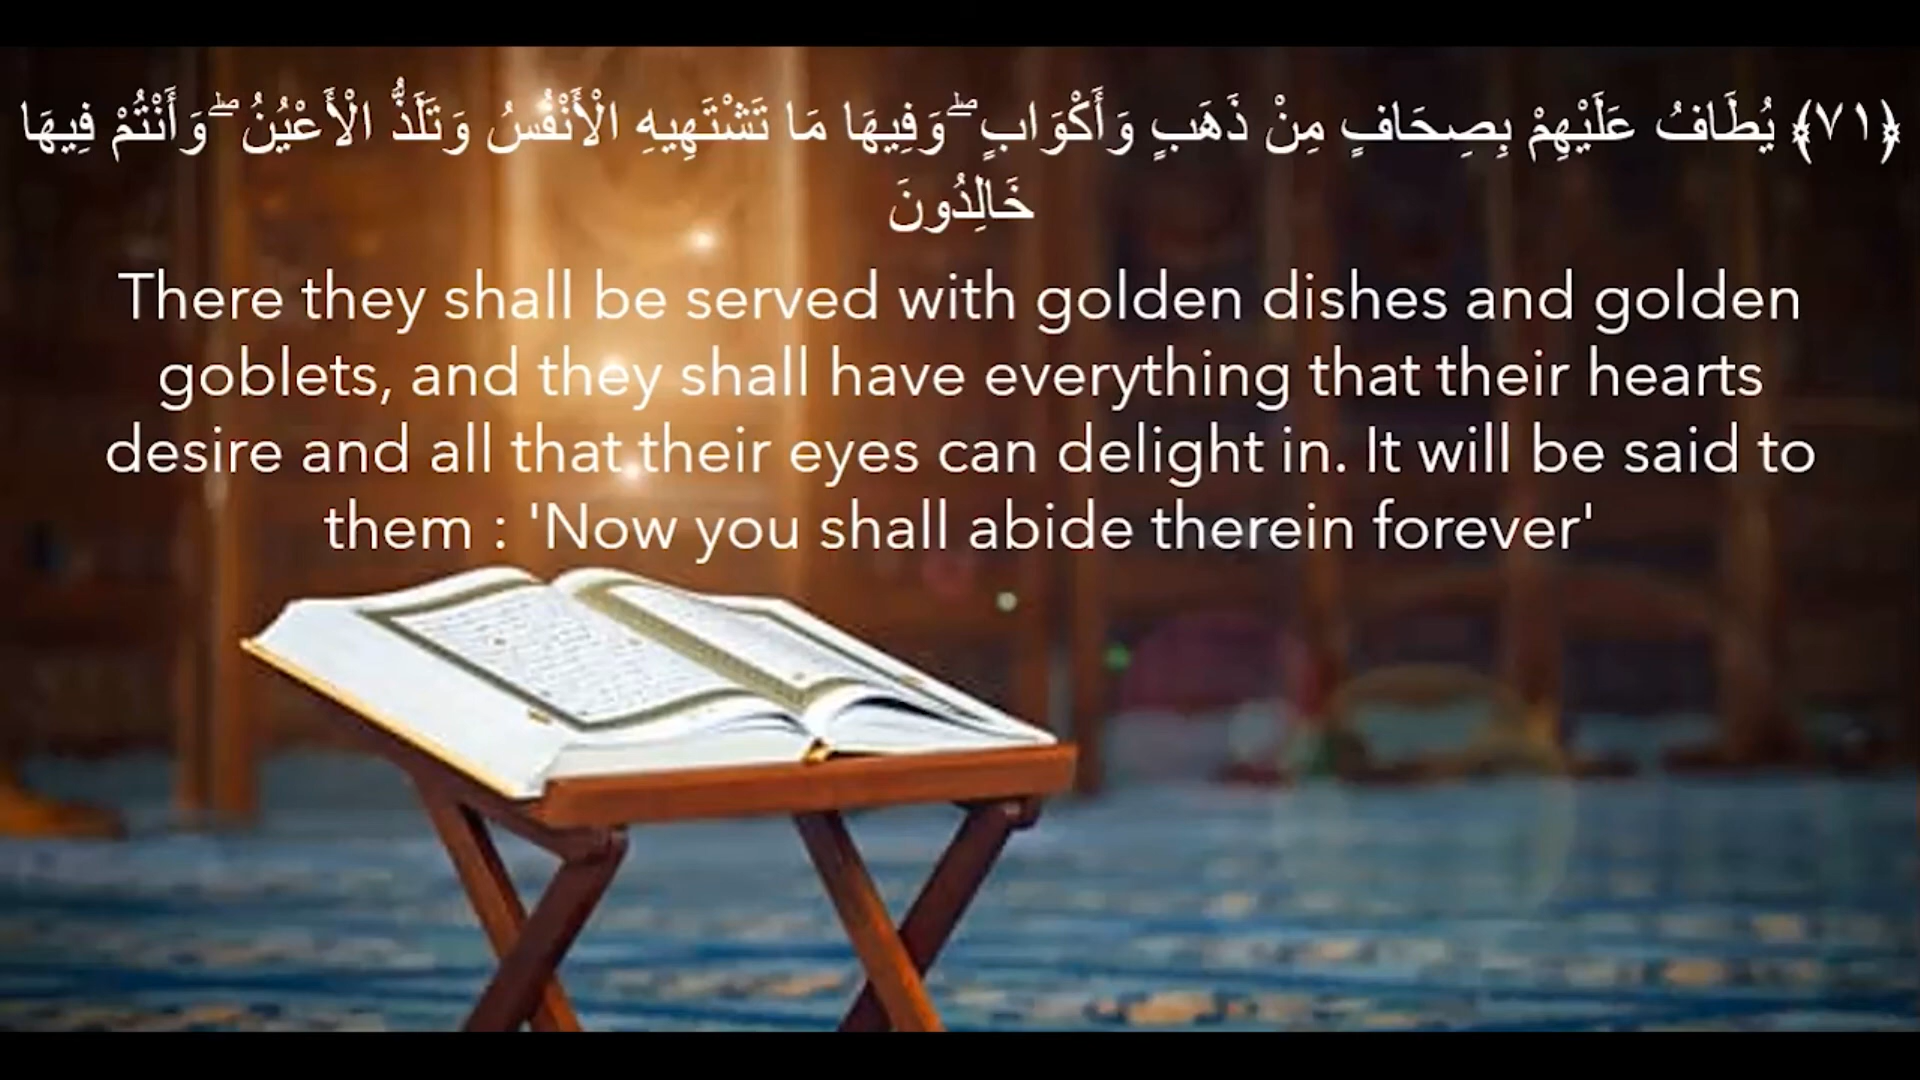 ﴿٧١﴾ يُطَافُ عَلَيْهِمْ بِصِحَافٍ مِنْ ذَهَبٍ وَأَكْوَابٍ ۖ وَفِيهَا مَا تَشْتَهِيهِ الْأَنْفُسُ وَتَلَذُّ الْأَعْيُنُ ۖ وَأَنْتُمْ فِيهَا
خَالِدُونَ
There they shall be served with golden dishes and golden
goblets, and they shall have everything that their hearts
desire and all that their eyes can delight in. It will be said to
them : 'Now you shall abide therein forever'